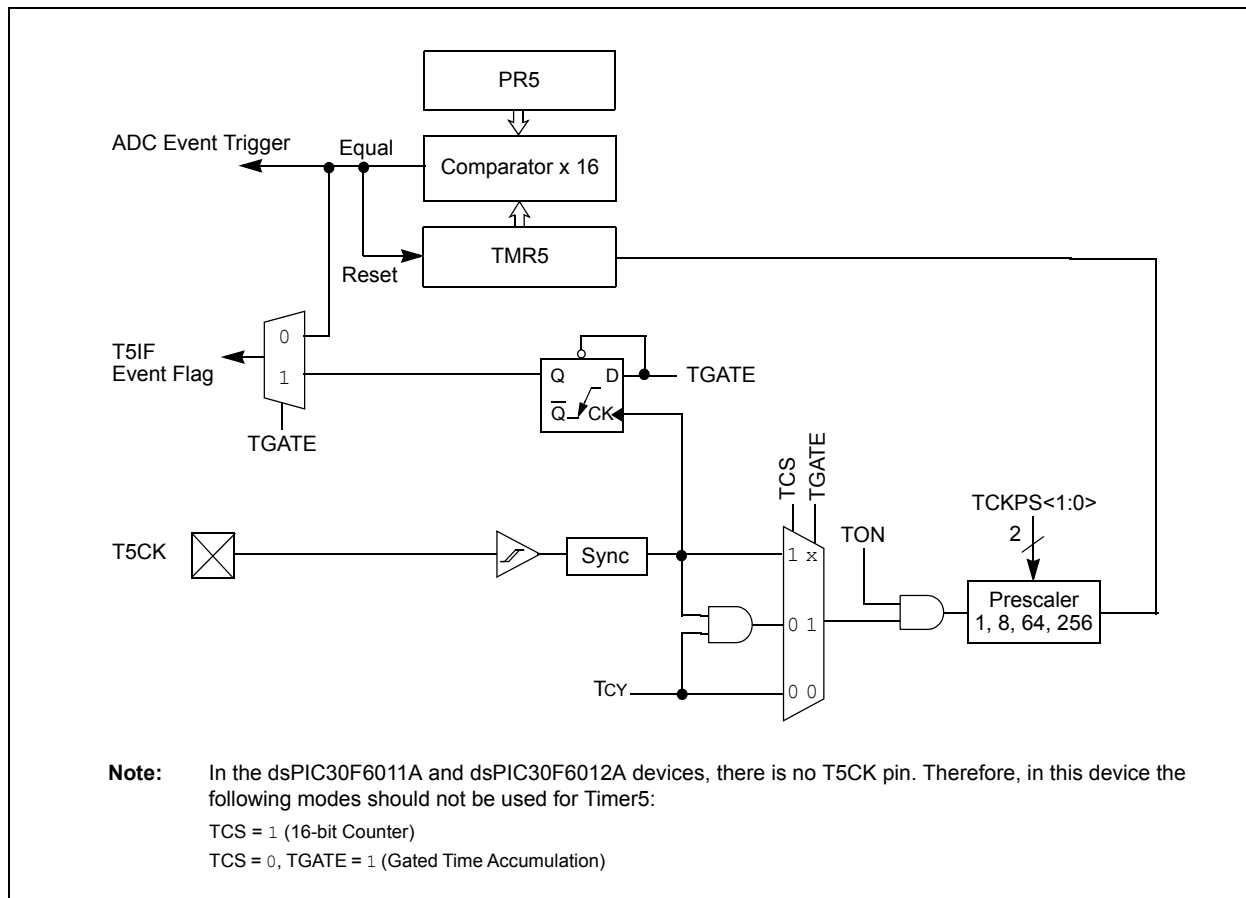 PR5
ADC Event Trigger
Equal
Comparator x 16
TMR5
Reset
0
T5IF
Event Flag
1
Q D
TGATE
Q̅
CK
TGATE
TCS
TGATE
TCKPS<1:0>
2
TON
T5CK
Sync
1 x
Prescaler
1, 8, 64, 256
0 1
TCY
0 0
Note: In the dsPIC30F6011A and dsPIC30F6012A devices, there is no T5CK pin. Therefore, in this device the
following modes should not be used for Timer5:
TCS = 1 (16-bit Counter)
TCS = 0, TGATE = 1 (Gated Time Accumulation)